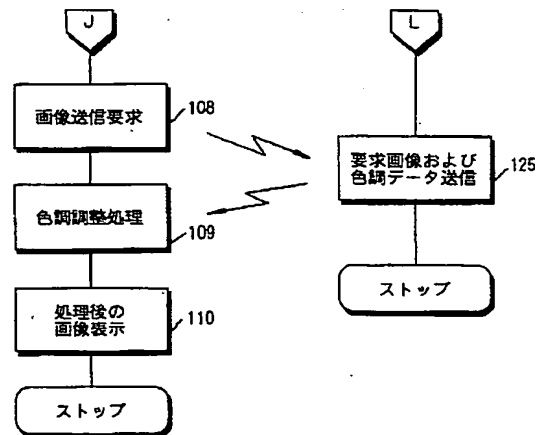 J
画像送信要求
108
色調調整処理
109
処理後の
画像表示
110
ストップ
L
要求画像および
色調データ送信
125
ストップ